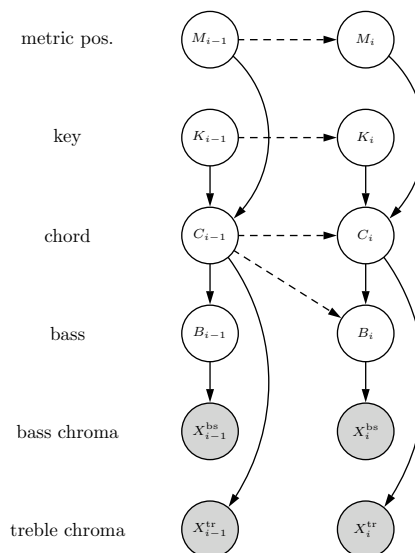 metric pos. M_{i−1} M_i
key K_{i−1} K_i
chord C_{i−1} C_i
bass B_{i−1} B_i
bass chroma X^{bs}_{i−1} X^{bs}_i
treble chroma X^{tr}_{i−1} X^{tr}_i